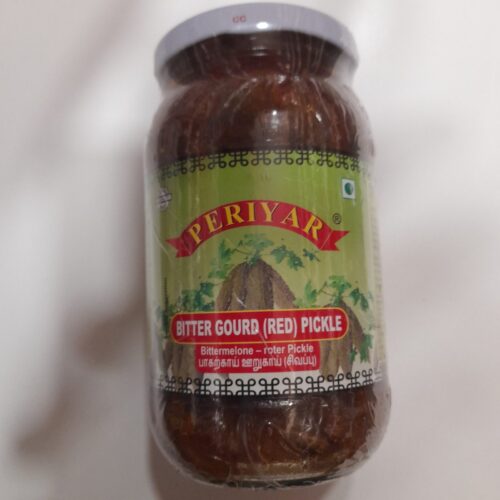 PERIYAR ®
BITTER GOURD (RED) PICKLE
Bittermelone – roter Pickle
பாகற்காய் ஊறுகாய் (சிவப்பு)